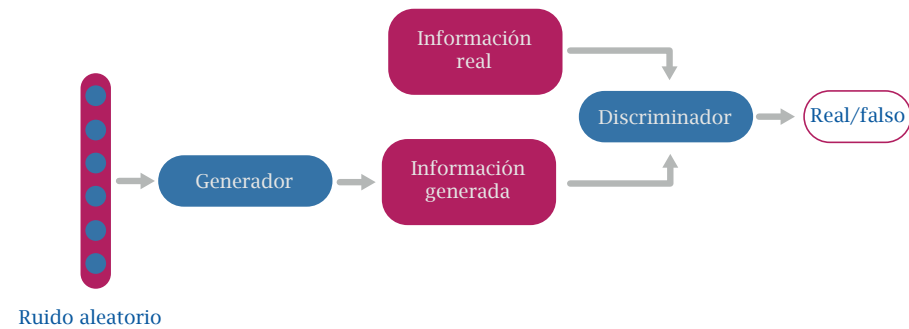 Información
real
Discriminador
Real/falso
Generador
Información
generada
Ruido aleatorio